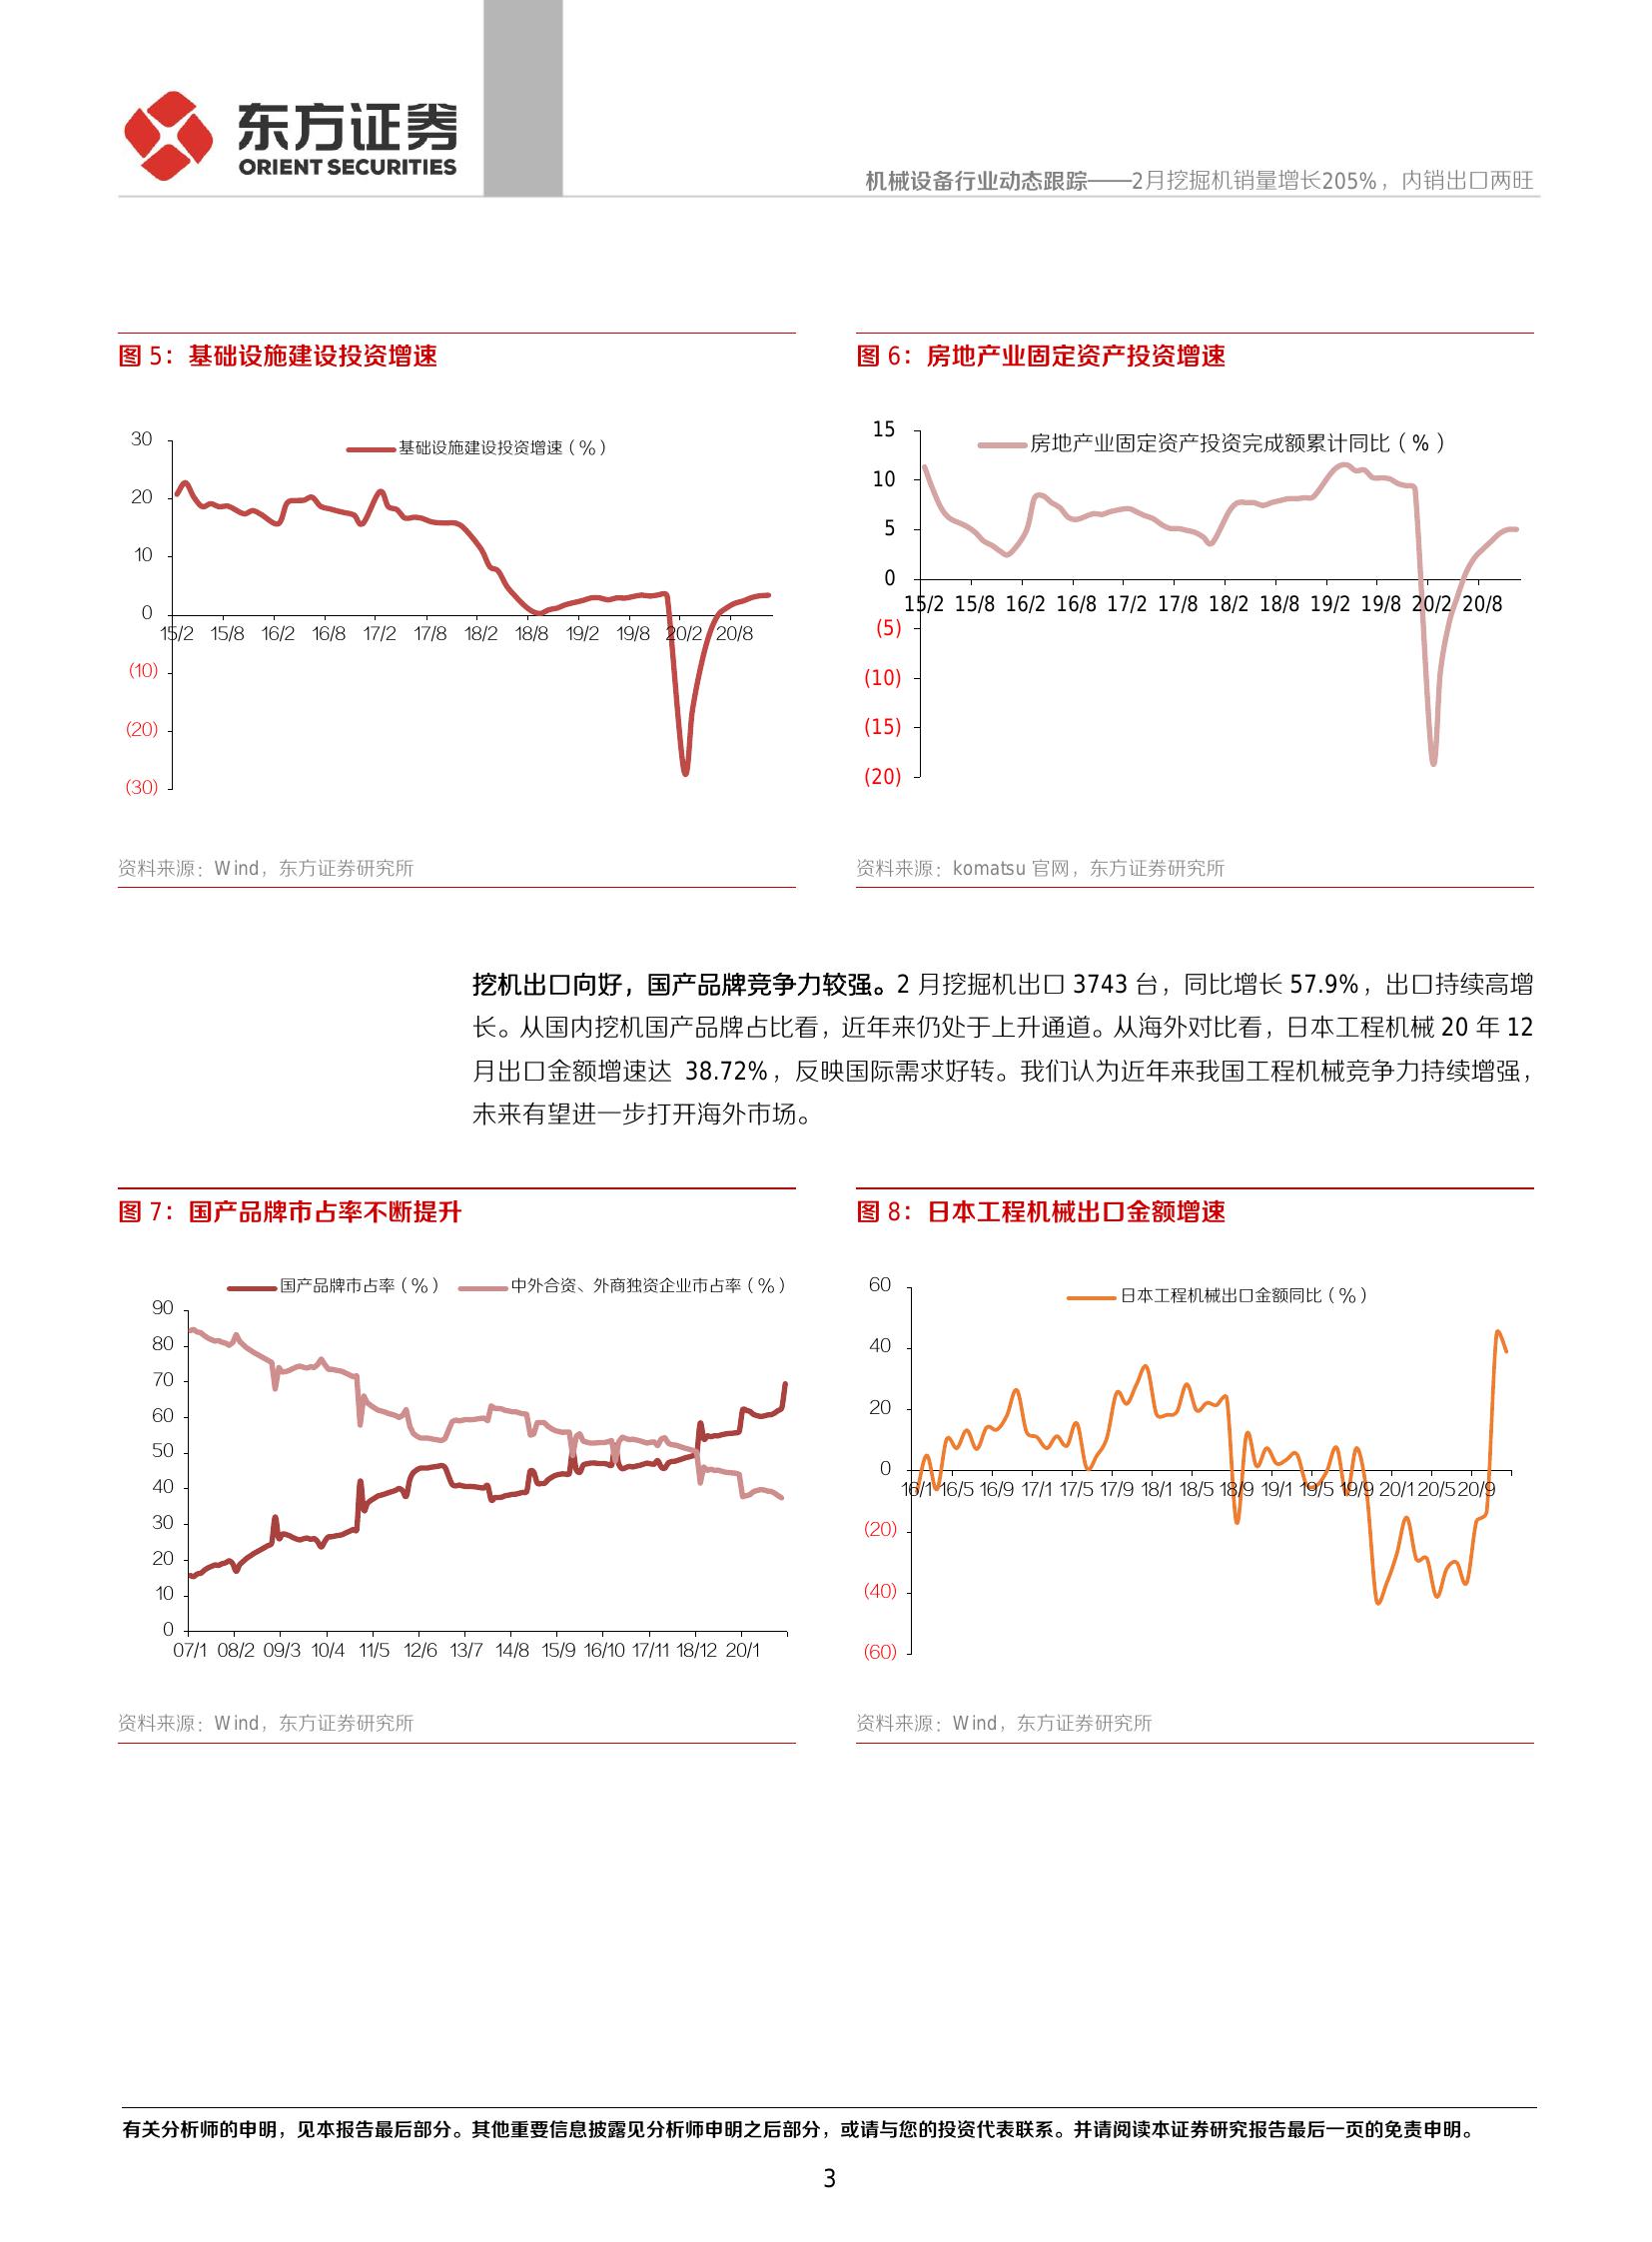 东方证券
ORIENT SECURITIES
机械设备行业动态跟踪——2月挖掘机销量增长205%，内销出口两旺
图 5：基础设施建设投资增速
基础设施建设投资增速（%）
30
20
10
0
(10)
(20)
(30)
15/2 15/8 16/2 16/8 17/2 17/8 18/2 18/8 19/2 19/8 20/2 20/8
资料来源：Wind，东方证券研究所
图 6：房地产业固定资产投资增速
房地产业固定资产投资完成额累计同比（%）
15
10
5
0
(5)
(10)
(15)
(20)
15/2 15/8 16/2 16/8 17/2 17/8 18/2 18/8 19/2 19/8 20/2 20/8
资料来源：komatsu 官网，东方证券研究所
挖机出口向好，国产品牌竞争力较强。2 月挖掘机出口 3743 台，同比增长 57.9%，出口持续高增
长。从国内挖机国产品牌占比看，近年来仍处于上升通道。从海外对比看，日本工程机械 20 年 12
月出口金额增速达 38.72%，反映国际需求好转。我们认为近年来我国工程机械竞争力持续增强，
未来有望进一步打开海外市场。
图 7：国产品牌市占率不断提升
国产品牌市占率（%） 中外合资、外商独资企业市占率（%）
90
80
70
60
50
40
30
20
10
0
07/1 08/2 09/3 10/4 11/5 12/6 13/7 14/8 15/9 16/10 17/11 18/12 20/1
资料来源：Wind，东方证券研究所
图 8：日本工程机械出口金额增速
日本工程机械出口金额同比（%）
60
40
20
0
(20)
(40)
(60)
16/1 16/5 16/9 17/1 17/5 17/9 18/1 18/5 18/9 19/1 19/5 19/9 20/1 20/5 20/9
资料来源：Wind，东方证券研究所
有关分析师的申明，见本报告最后部分。其他重要信息披露见分析师申明之后部分，或请与您的投资代表联系。并请阅读本证券研究报告最后一页的免责申明。
3